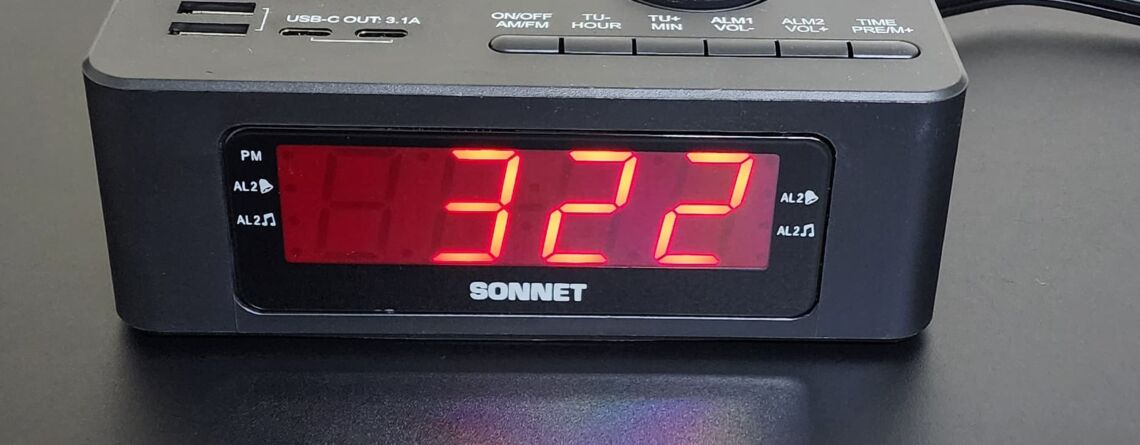 USB-C OUT: 3.1A
ON/OFF
AM/FM
TU-
HOUR
TU+
MIN
ALM1
VOL-
ALM2
VOL+
TIME
PRE/M+
PM
AL2
AL2
322
AL2
AL2
SONNET